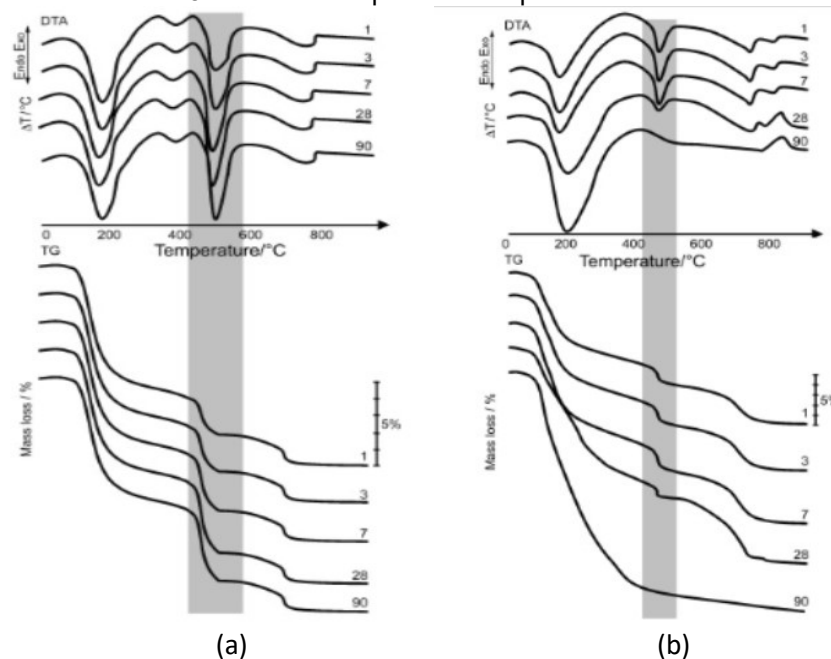 DTA
Endo Exo
ΔT/°C
1
3
7
28
90
0 200 400 600 800
Temperature/°C
TG
Mass loss / %
5%
1
3
7
28
90
(a)
DTA
Endo Exo
ΔT/°C
1
3
7
28
90
0 200 400 600 800
Temperature/°C
TG
Mass loss / %
5%
1
3
7
28
90
(b)